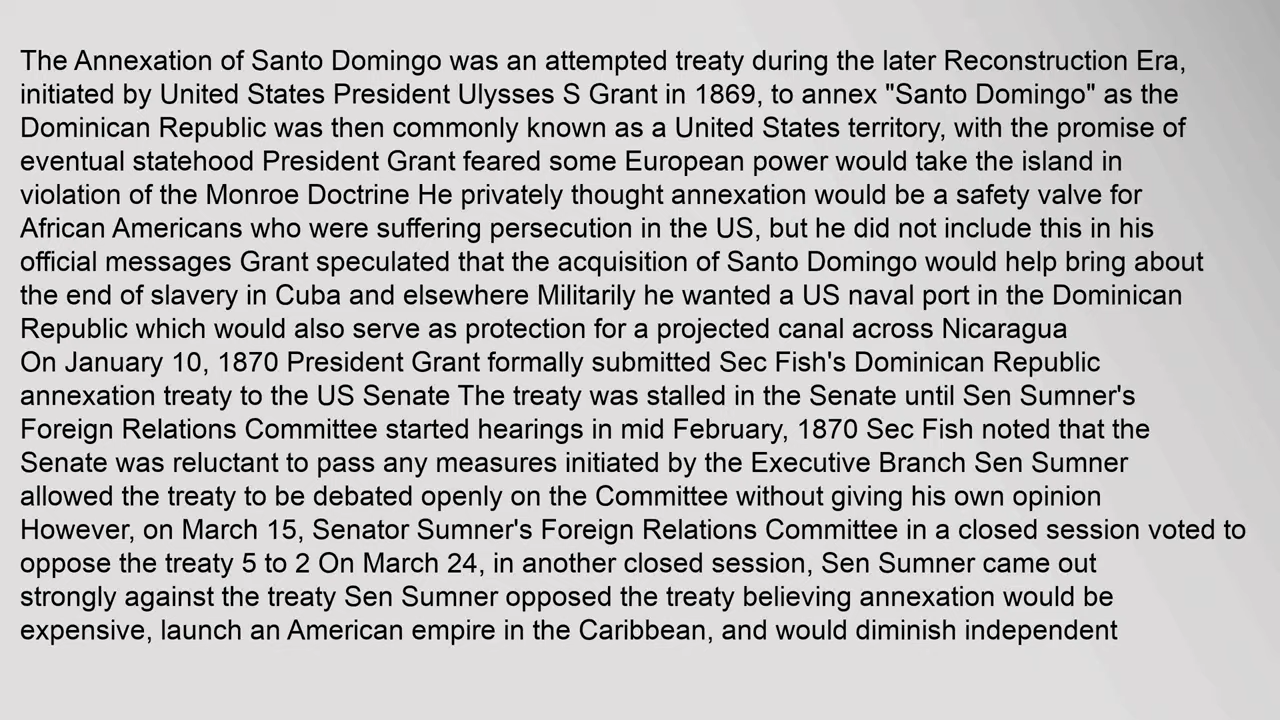 The Annexation of Santo Domingo was an attempted treaty during the later Reconstruction Era,
initiated by United States President Ulysses S Grant in 1869, to annex "Santo Domingo" as the
Dominican Republic was then commonly known as a United States territory, with the promise of
eventual statehood President Grant feared some European power would take the island in
violation of the Monroe Doctrine He privately thought annexation would be a safety valve for
African Americans who were suffering persecution in the US, but he did not include this in his
official messages Grant speculated that the acquisition of Santo Domingo would help bring about
the end of slavery in Cuba and elsewhere Militarily he wanted a US naval port in the Dominican
Republic which would also serve as protection for a projected canal across Nicaragua
On January 10, 1870 President Grant formally submitted Sec Fish's Dominican Republic
annexation treaty to the US Senate The treaty was stalled in the Senate until Sen Sumner's
Foreign Relations Committee started hearings in mid February, 1870 Sec Fish noted that the
Senate was reluctant to pass any measures initiated by the Executive Branch Sen Sumner
allowed the treaty to be debated openly on the Committee without giving his own opinion
However, on March 15, Senator Sumner's Foreign Relations Committee in a closed session voted to
oppose the treaty 5 to 2 On March 24, in another closed session, Sen Sumner came out
strongly against the treaty Sen Sumner opposed the treaty believing annexation would be
expensive, launch an American empire in the Caribbean, and would diminish independent